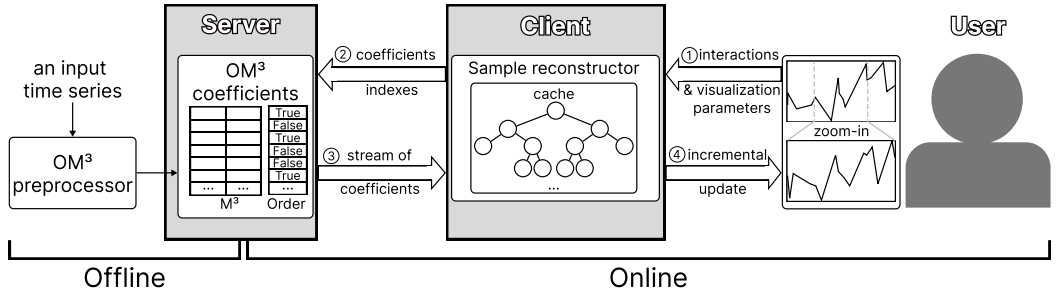 Server
Client
User
an input
time series
OM³
preprocessor
OM³
coefficients
True
False
True
False
False
True
...
...
...
M³
Order
② coefficients
indexes
③ stream of
coefficients
Sample reconstructor
cache
...
① interactions
& visualization
parameters
④ incremental
update
zoom-in
Offline
Online